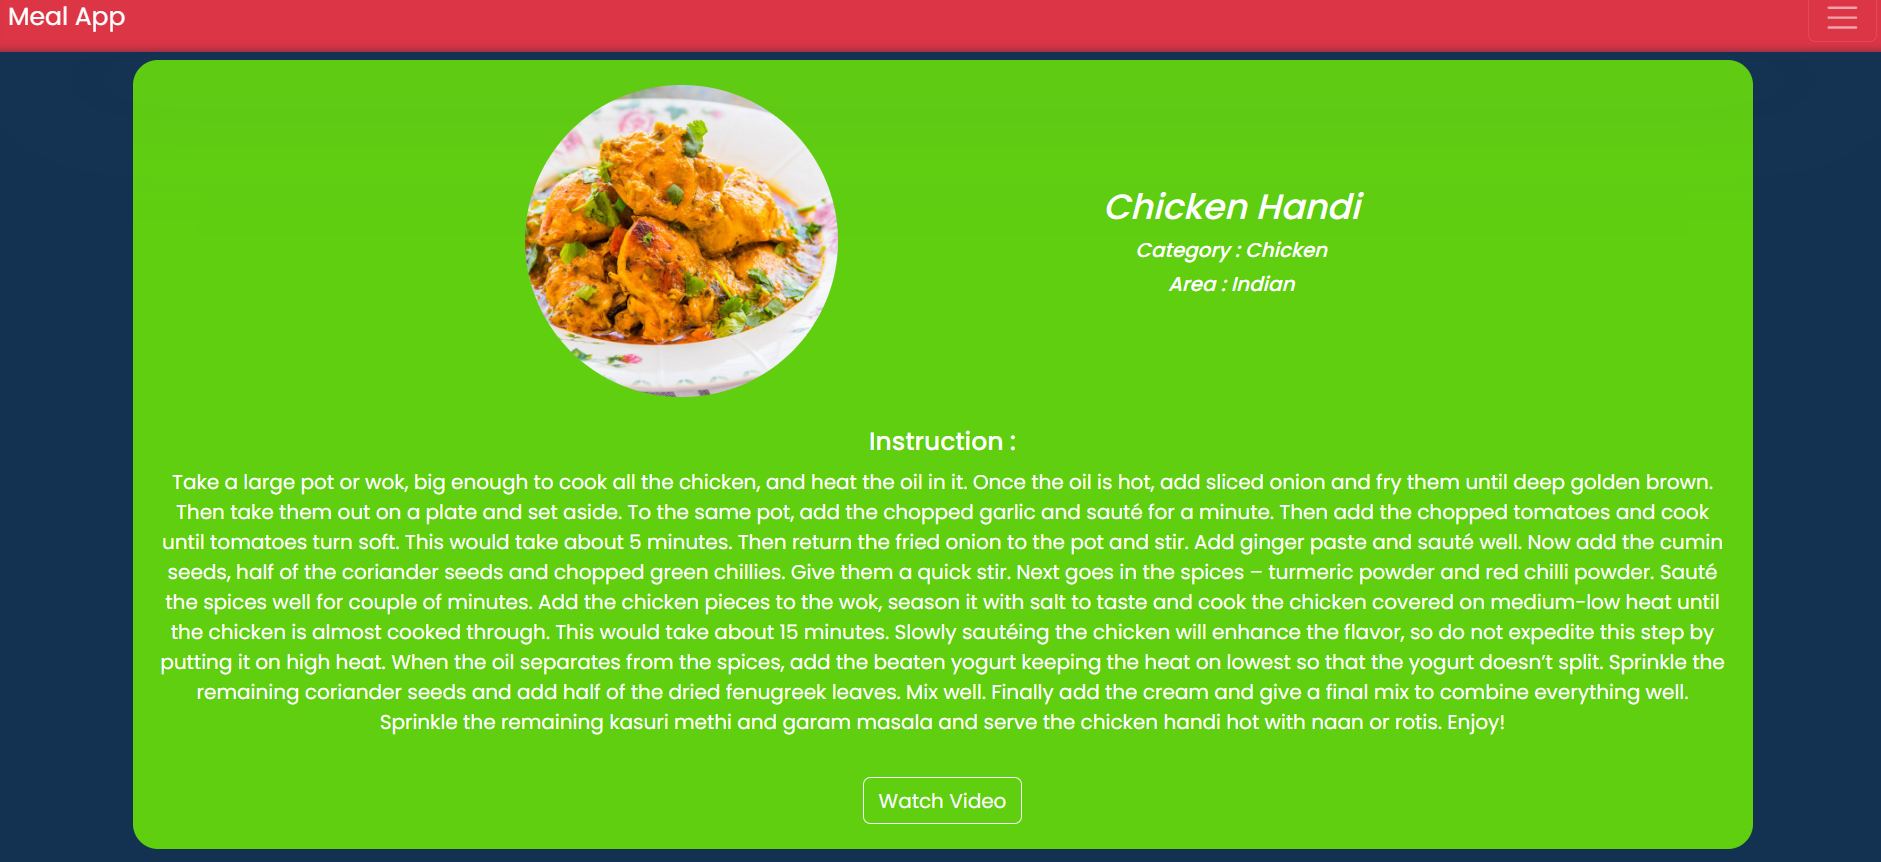 Meal App
Chicken Handi
Category : Chicken
Area : Indian
Instruction :
Take a large pot or wok, big enough to cook all the chicken, and heat the oil in it. Once the oil is hot, add sliced onion and fry them until deep golden brown.
Then take them out on a plate and set aside. To the same pot, add the chopped garlic and sauté for a minute. Then add the chopped tomatoes and cook
until tomatoes turn soft. This would take about 5 minutes. Then return the fried onion to the pot and stir. Add ginger paste and sauté well. Now add the cumin
seeds, half of the coriander seeds and chopped green chillies. Give them a quick stir. Next goes in the spices – turmeric powder and red chilli powder. Sauté
the spices well for couple of minutes. Add the chicken pieces to the wok, season it with salt to taste and cook the chicken covered on medium-low heat until
the chicken is almost cooked through. This would take about 15 minutes. Slowly sautéing the chicken will enhance the flavor, so do not expedite this step by
putting it on high heat. When the oil separates from the spices, add the beaten yogurt keeping the heat on lowest so that the yogurt doesn’t split. Sprinkle the
remaining coriander seeds and add half of the dried fenugreek leaves. Mix well. Finally add the cream and give a final mix to combine everything well.
Sprinkle the remaining kasuri methi and garam masala and serve the chicken handi hot with naan or rotis. Enjoy!
Watch Video